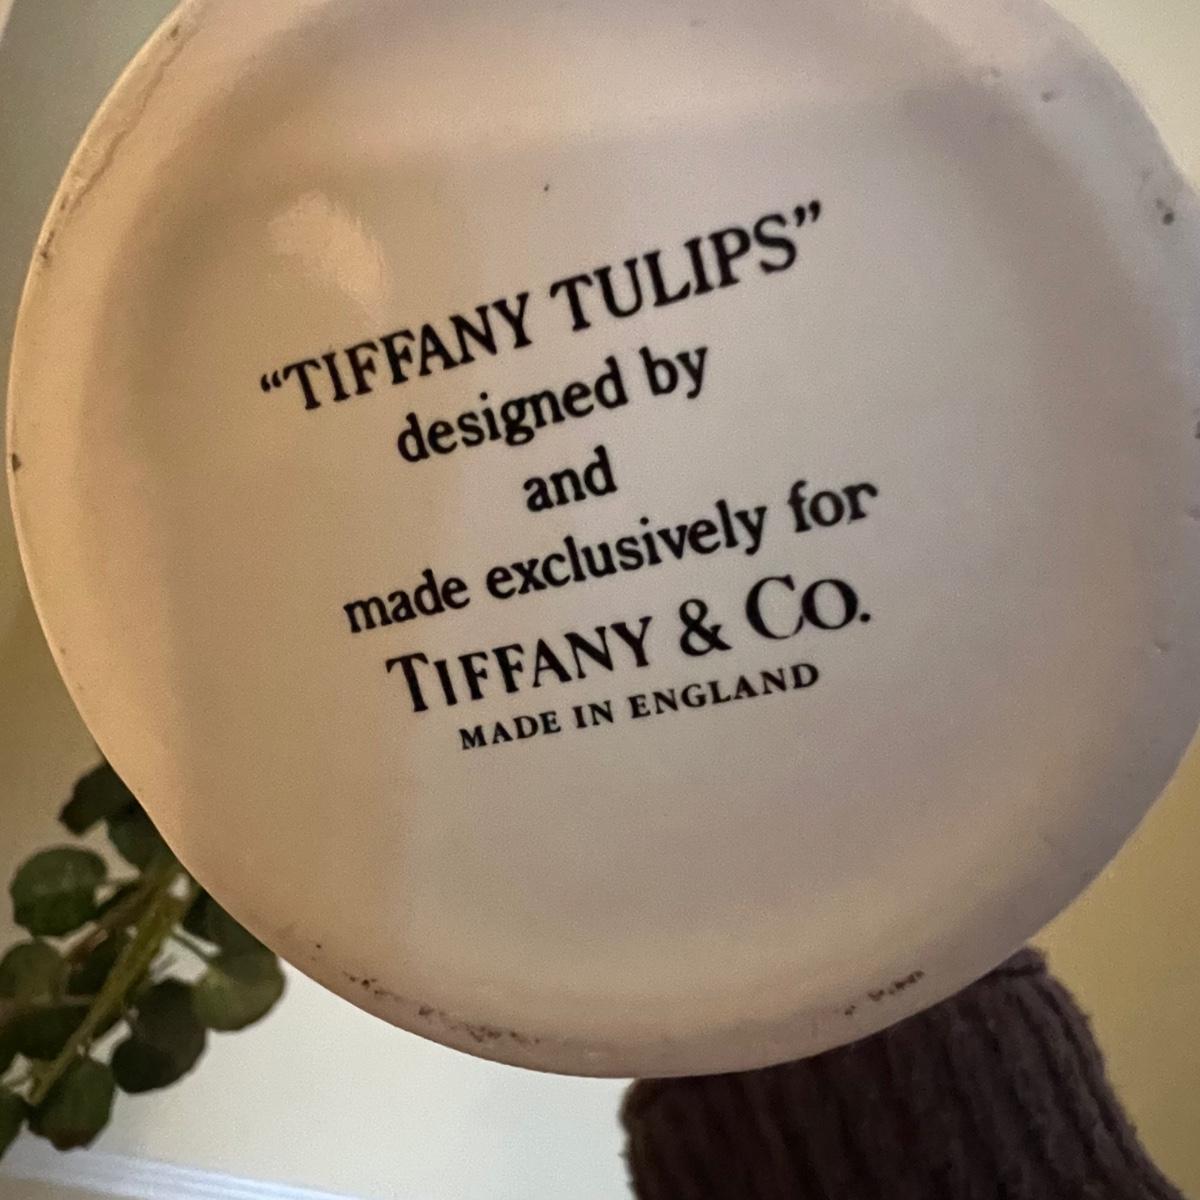 “TIFFANY TULIPS”
designed by
and
made exclusively for
TIFFANY & CO.
MADE IN ENGLAND